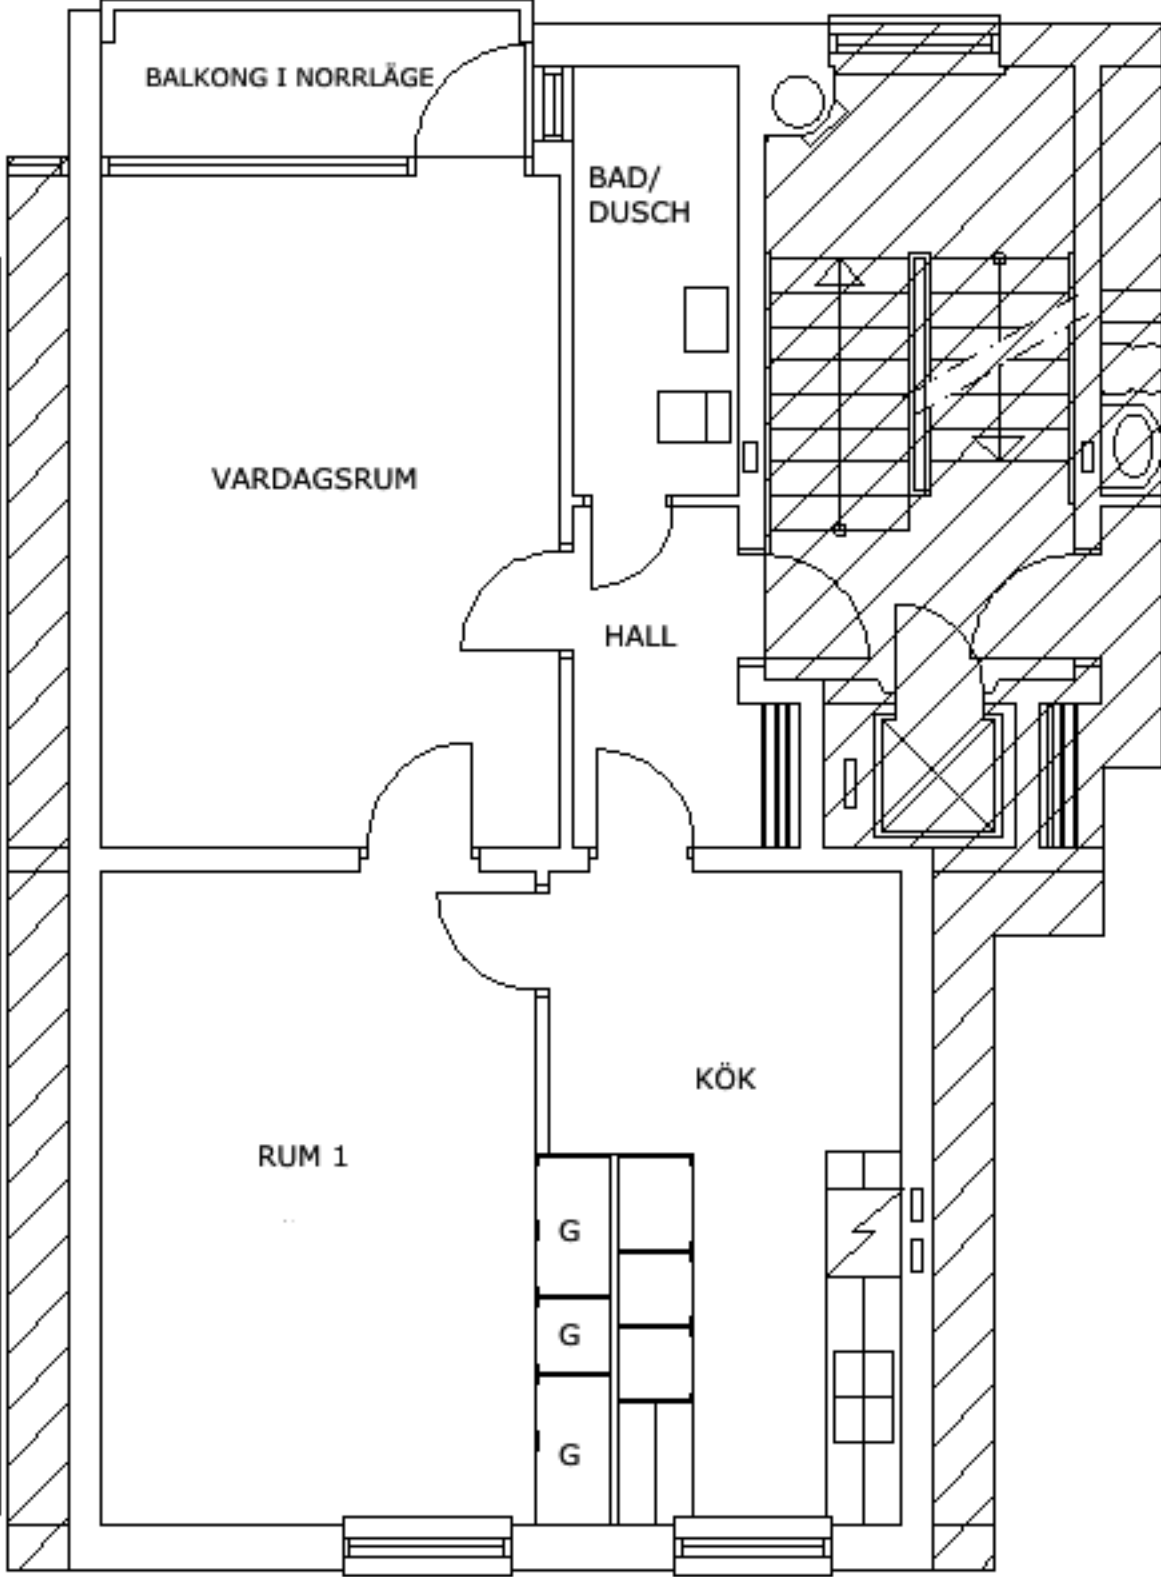 BALKONG I NORRLÄGE
BAD/
DUSCH
VARDAGSRUM
HALL
KÖK
RUM 1
G
G
G